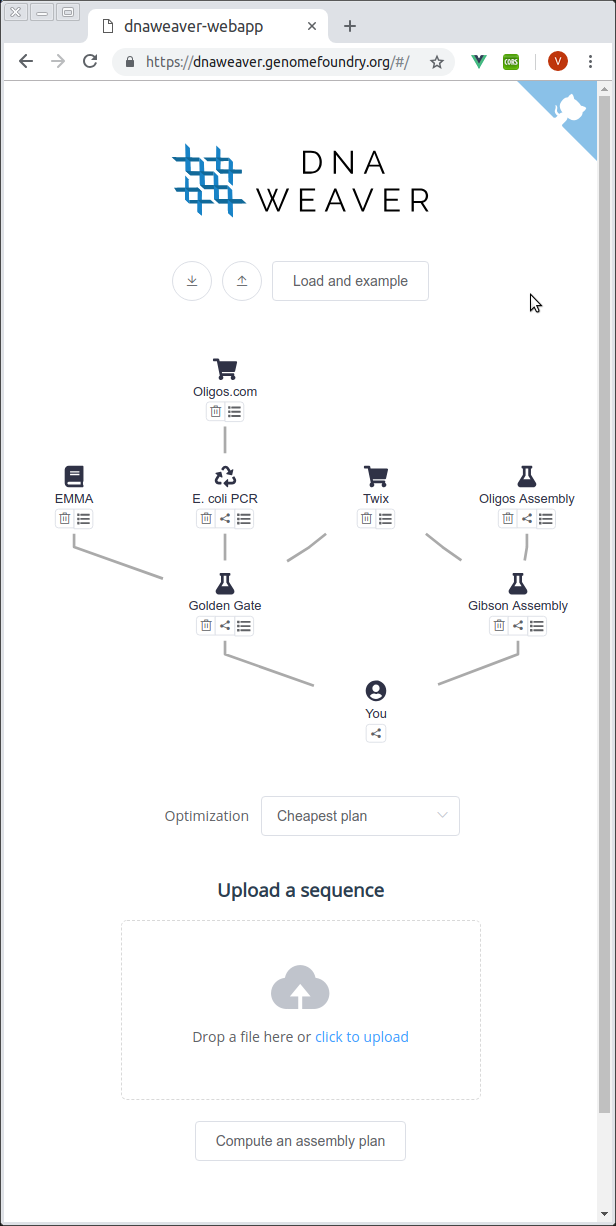 dnaweaver-webapp
https://dnaweaver.genomefoundry.org/#/
CORS
V
DNA
WEAVER
Load and example
Oligos.com
EMMA
E. coli PCR
Twix
Oligos Assembly
Golden Gate
Gibson Assembly
You
Optimization
Cheapest plan
Upload a sequence
Drop a file here or click to upload
Compute an assembly plan